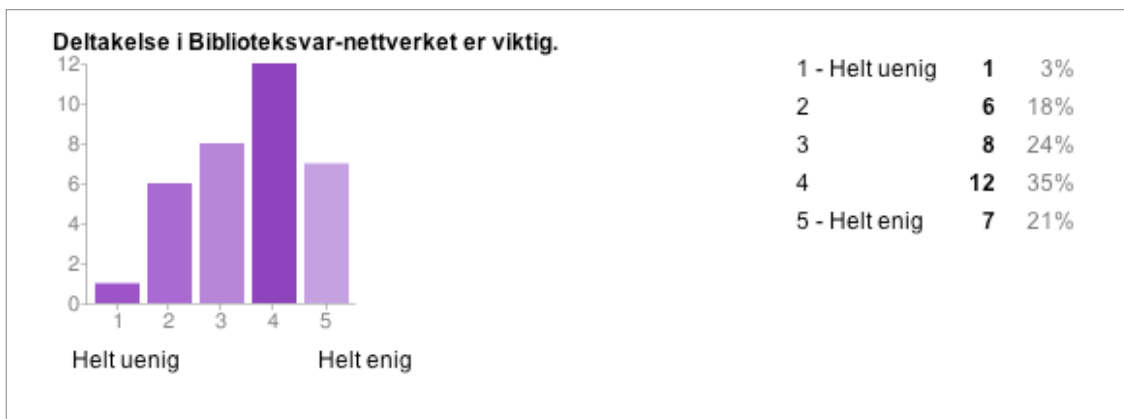 Deltakelse i Biblioteksvar-nettverket er viktig.
12
10
8
6
4
2
0
1 2 3 4 5
Helt uenig Helt enig
1 - Helt uenig 1 3%
2 6 18%
3 8 24%
4 12 35%
5 - Helt enig 7 21%